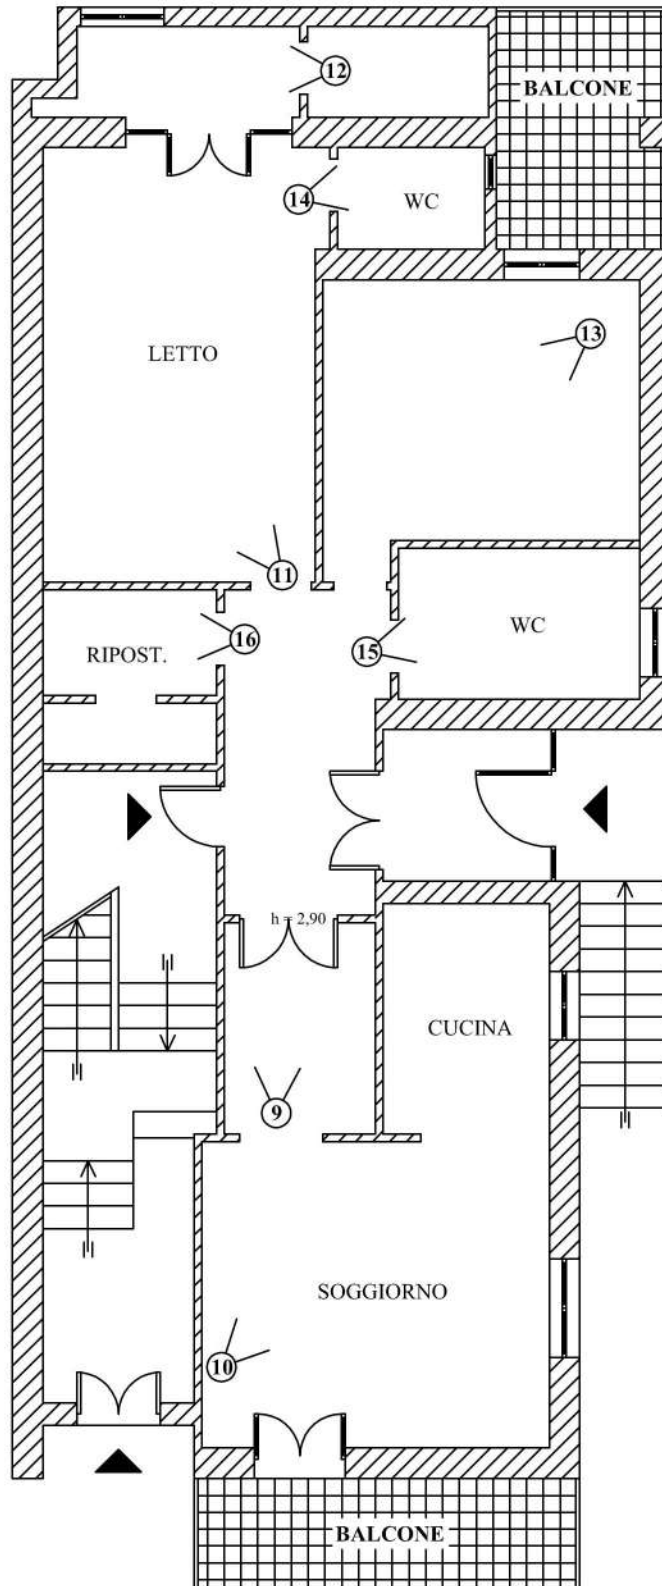 12
BALCONE
14
WC
13
LETTO
11
16
15
WC
RIPOST.
h = 2,90
CUCINA
9
SOGGIORNO
10
BALCONE